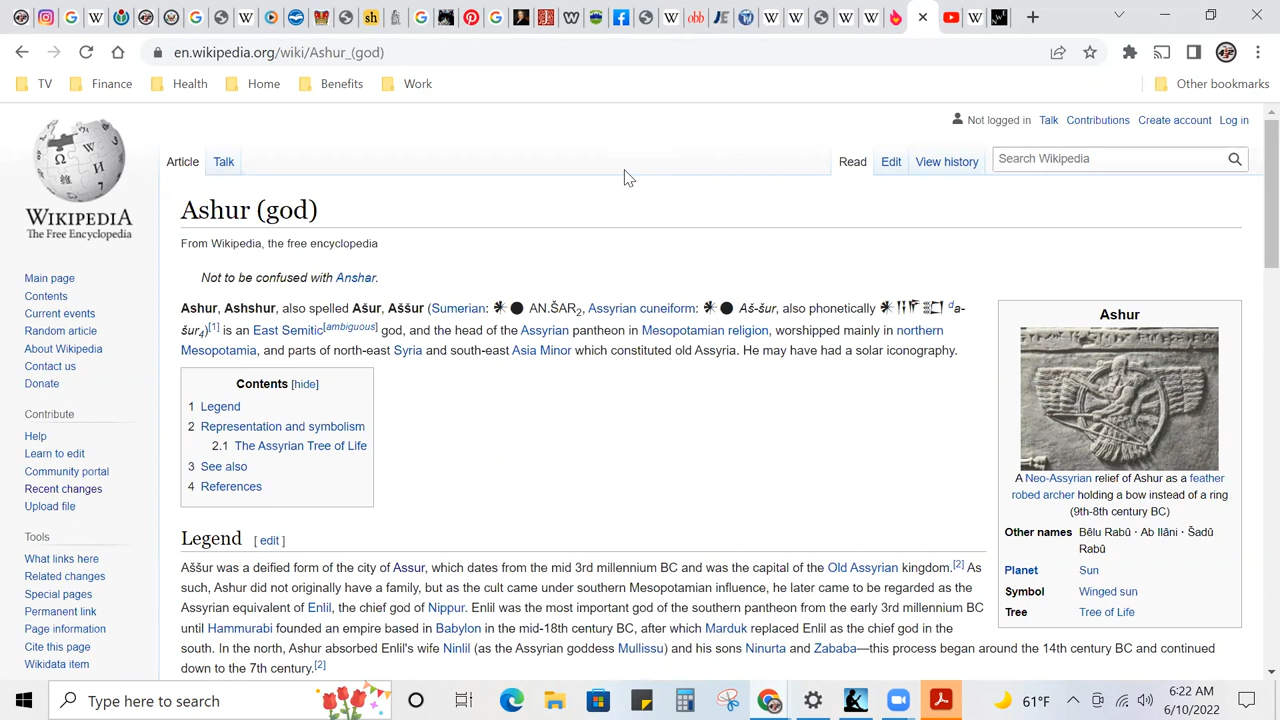 en.wikipedia.org/wiki/Ashur_(god)
TV Finance Health Home Benefits Work Other bookmarks
Not logged in Talk Contributions Create account Log in
Article Talk Read Edit View history Search Wikipedia
WIKIPEDIA
The Free Encyclopedia
Main page
Contents
Current events
Random article
About Wikipedia
Contact us
Donate
Contribute
Help
Learn to edit
Community portal
Recent changes
Upload file
Tools
What links here
Related changes
Special pages
Permanent link
Page information
Cite this page
Wikidata item
Ashur (god)
From Wikipedia, the free encyclopedia
Not to be confused with Anshar.
Ashur, Ashshur, also spelled Ašur, Aššur (Sumerian: AN.ŠAR₂, Assyrian cuneiform: Aš-šur, also phonetically ᵈa-
šur₄)[1] is an East Semitic[ambiguous] god, and the head of the Assyrian pantheon in Mesopotamian religion, worshipped mainly in northern
Mesopotamia, and parts of north-east Syria and south-east Asia Minor which constituted old Assyria. He may have had a solar iconography.
Contents [hide]
1 Legend
2 Representation and symbolism
2.1 The Assyrian Tree of Life
3 See also
4 References
Legend [ edit ]
Aššur was a deified form of the city of Assur, which dates from the mid 3rd millennium BC and was the capital of the Old Assyrian kingdom.[2] As
such, Ashur did not originally have a family, but as the cult came under southern Mesopotamian influence, he later came to be regarded as the
Assyrian equivalent of Enlil, the chief god of Nippur. Enlil was the most important god of the southern pantheon from the early 3rd millennium BC
until Hammurabi founded an empire based in Babylon in the mid-18th century BC, after which Marduk replaced Enlil as the chief god in the
south. In the north, Ashur absorbed Enlil's wife Ninlil (as the Assyrian goddess Mullissu) and his sons Ninurta and Zababa—this process began around the 14th century BC and continued
down to the 7th century.[2]
Ashur
A Neo-Assyrian relief of Ashur as a feather
robed archer holding a bow instead of a ring
(9th-8th century BC)
Other names Bêlu Rabû · Ab Ilâni · Šadû
Rabû
Planet Sun
Symbol Winged sun
Tree Tree of Life
Type here to search
61°F
6:22 AM
6/10/2022